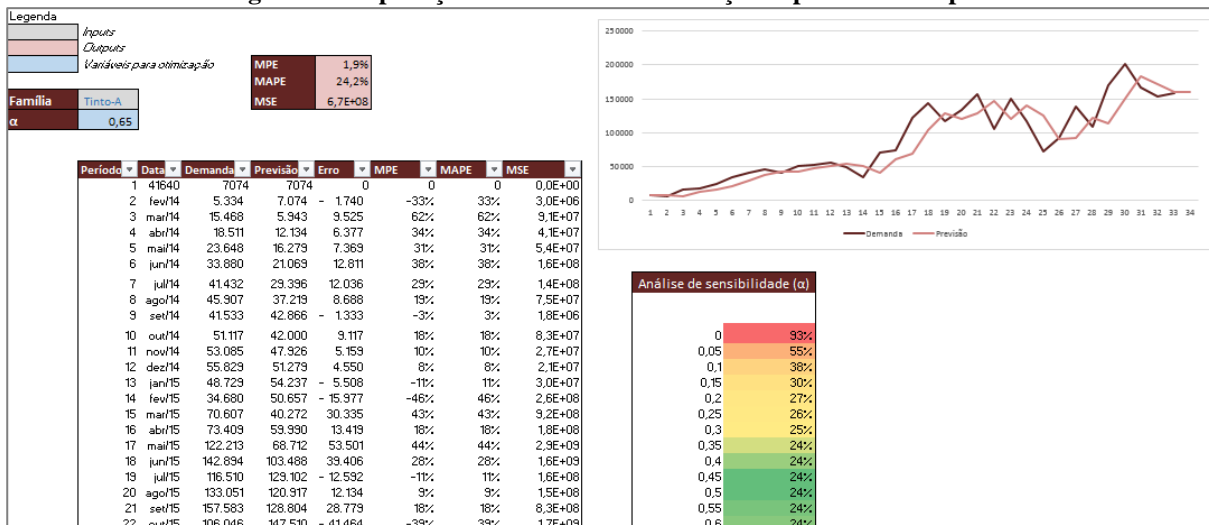 Legenda
Inputs
Outputs
Variáveis para otimização
MPE 1,9%
MAPE 24,2%
MSE 6,7E+08
Família Tinto-A
α 0,65
Período Data Demanda Previsão Erro MPE MAPE MSE
1 41640 7074 7074 0 0 0 0,0E+00
2 fev/14 5.334 7.074 - 1.740 -33% 33% 3,0E+06
3 mar/14 15.468 5.943 9.525 62% 62% 9,1E+07
4 abr/14 18.511 12.134 6.377 34% 34% 4,1E+07
5 mai/14 23.648 16.279 7.369 31% 31% 5,4E+07
6 jun/14 33.880 21.069 12.811 38% 38% 1,6E+08
7 jul/14 41.432 29.396 12.036 29% 29% 1,4E+08
8 ago/14 45.907 37.219 8.688 19% 19% 7,5E+07
9 set/14 41.533 42.866 - 1.333 -3% 3% 1,8E+06
10 out/14 51.117 42.000 9.117 18% 18% 8,3E+07
11 nov/14 53.085 47.926 5.159 10% 10% 2,7E+07
12 dez/14 55.829 51.279 4.550 8% 8% 2,1E+07
13 jan/15 48.729 54.237 - 5.508 -11% 11% 3,0E+07
14 fev/15 34.680 50.657 - 15.977 -46% 46% 2,6E+08
15 mar/15 70.607 40.272 30.335 43% 43% 9,2E+08
16 abr/15 73.409 59.990 13.419 18% 18% 1,8E+08
17 mai/15 122.213 68.712 53.501 44% 44% 2,9E+09
18 jun/15 142.894 103.488 39.406 28% 28% 1,6E+09
19 jul/15 116.510 129.102 - 12.592 -11% 11% 1,6E+08
20 ago/15 133.051 120.917 12.134 9% 9% 1,5E+08
21 set/15 157.583 128.804 28.779 18% 18% 8,3E+08
22 out/15 106.046 147.510 - 41.464 -39% 39% 1,7E+09
250000
200000
150000
100000
50000
0
1 2 3 4 5 6 7 8 9 10 11 12 13 14 15 16 17 18 19 20 21 22 23 24 25 26 27 28 29 30 31 32 33 34
Demanda Previsão
Análise de sensibilidade (α)
0 93%
0,05 55%
0,1 38%
0,15 30%
0,2 27%
0,25 26%
0,3 25%
0,35 24%
0,4 24%
0,45 24%
0,5 24%
0,55 24%
0,6 24%